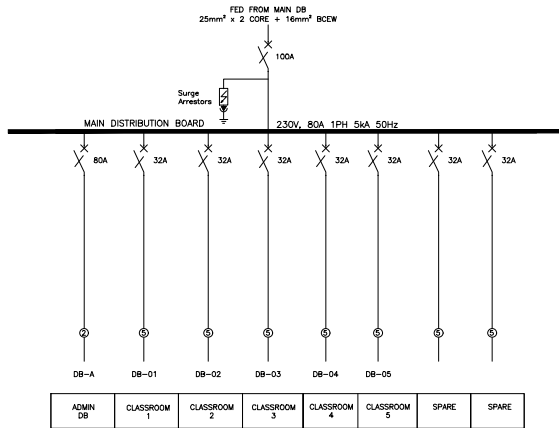 FED FROM MAIN DB
25mm² x 2 CORE + 16mm² BCEW
100A
Surge
Arrestors
MAIN DISTRIBUTION BOARD 230V, 80A 1PH 5kA 50Hz
80A 32A 32A 32A 32A 32A 32A 32A
2 5 5 5 5 5 5 5
DB-A DB-01 DB-02 DB-03 DB-04 DB-05
ADMIN CLASSROOM CLASSROOM CLASSROOM CLASSROOM CLASSROOM SPARE SPARE
DB 1 2 3 4 5